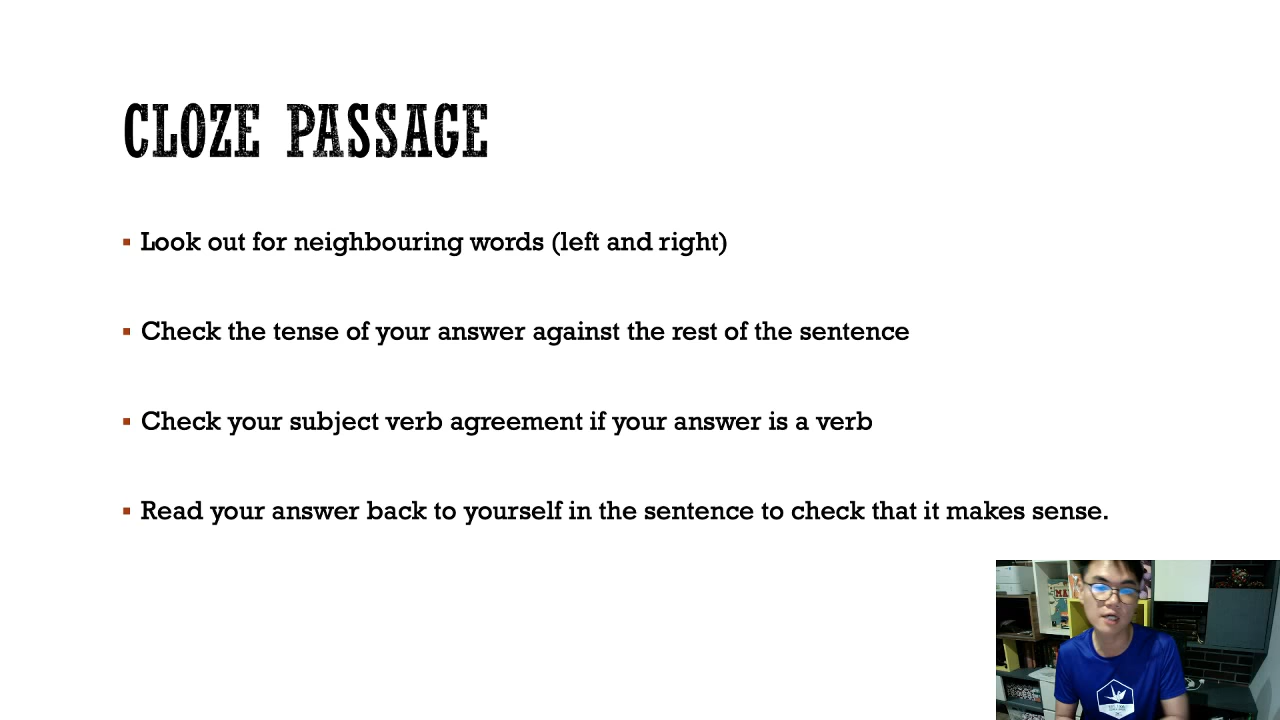 CLOZE PASSAGE
Look out for neighbouring words (left and right)
Check the tense of your answer against the rest of the sentence
Check your subject verb agreement if your answer is a verb
Read your answer back to yourself in the sentence to check that it makes sense.